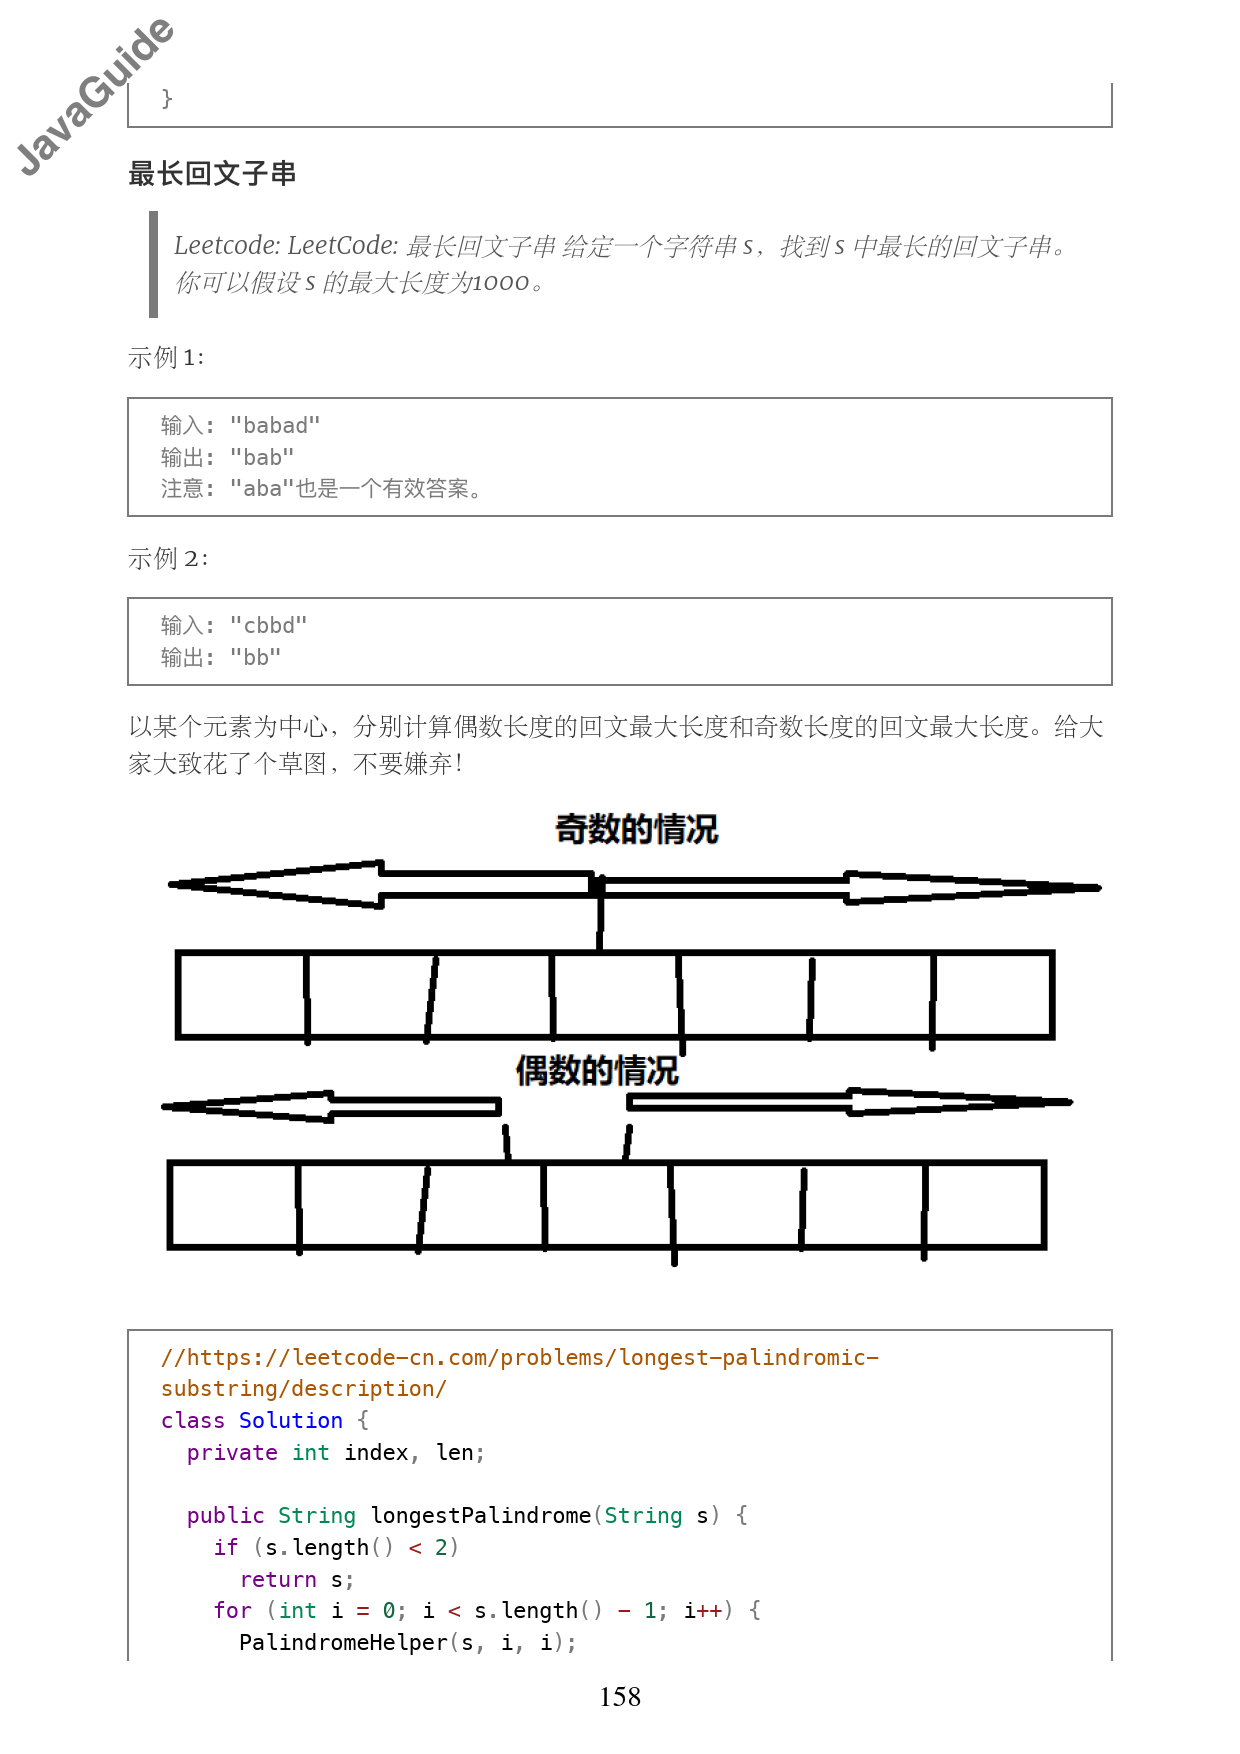 JavaGuide
}
最长回文子串
Leetcode: LeetCode: 最长回文子串 给定一个字符串 s，找到 s 中最长的回文子串。
你可以假设 s 的最大长度为1000。
示例 1：
输入: "babad"
输出: "bab"
注意: "aba"也是一个有效答案。
示例 2：
输入: "cbbd"
输出: "bb"
以某个元素为中心，分别计算偶数长度的回文最大长度和奇数长度的回文最大长度。给大
家大致花了个草图，不要嫌弃！
奇数的情况
偶数的情况
//https://leetcode-cn.com/problems/longest-palindromic-
substring/description/
class Solution {
  private int index, len;
  public String longestPalindrome(String s) {
    if (s.length() < 2)
      return s;
    for (int i = 0; i < s.length() - 1; i++) {
      PalindromeHelper(s, i, i);
158